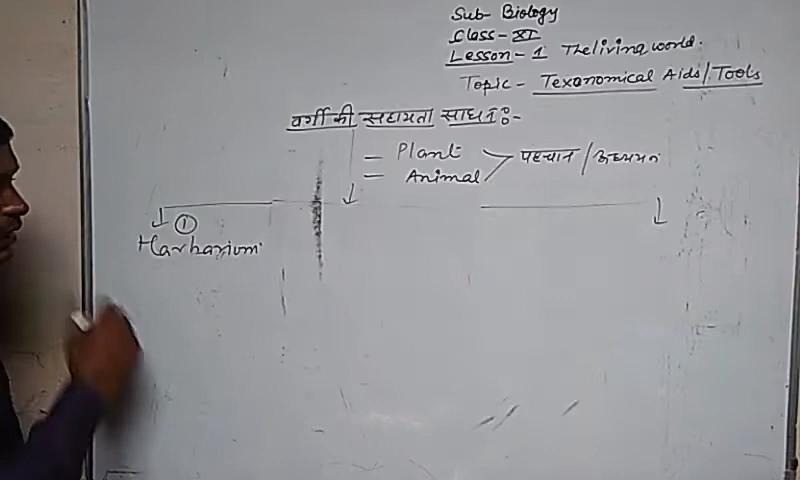 Sub- Biology
Class- XI
Lesson- 1 The living world.
Topic- Texonomical Aids/Tools
वर्गी की सहायता साधन :-
- Plant
- Animal
पहचान / अध्ययन
①
Harbarium